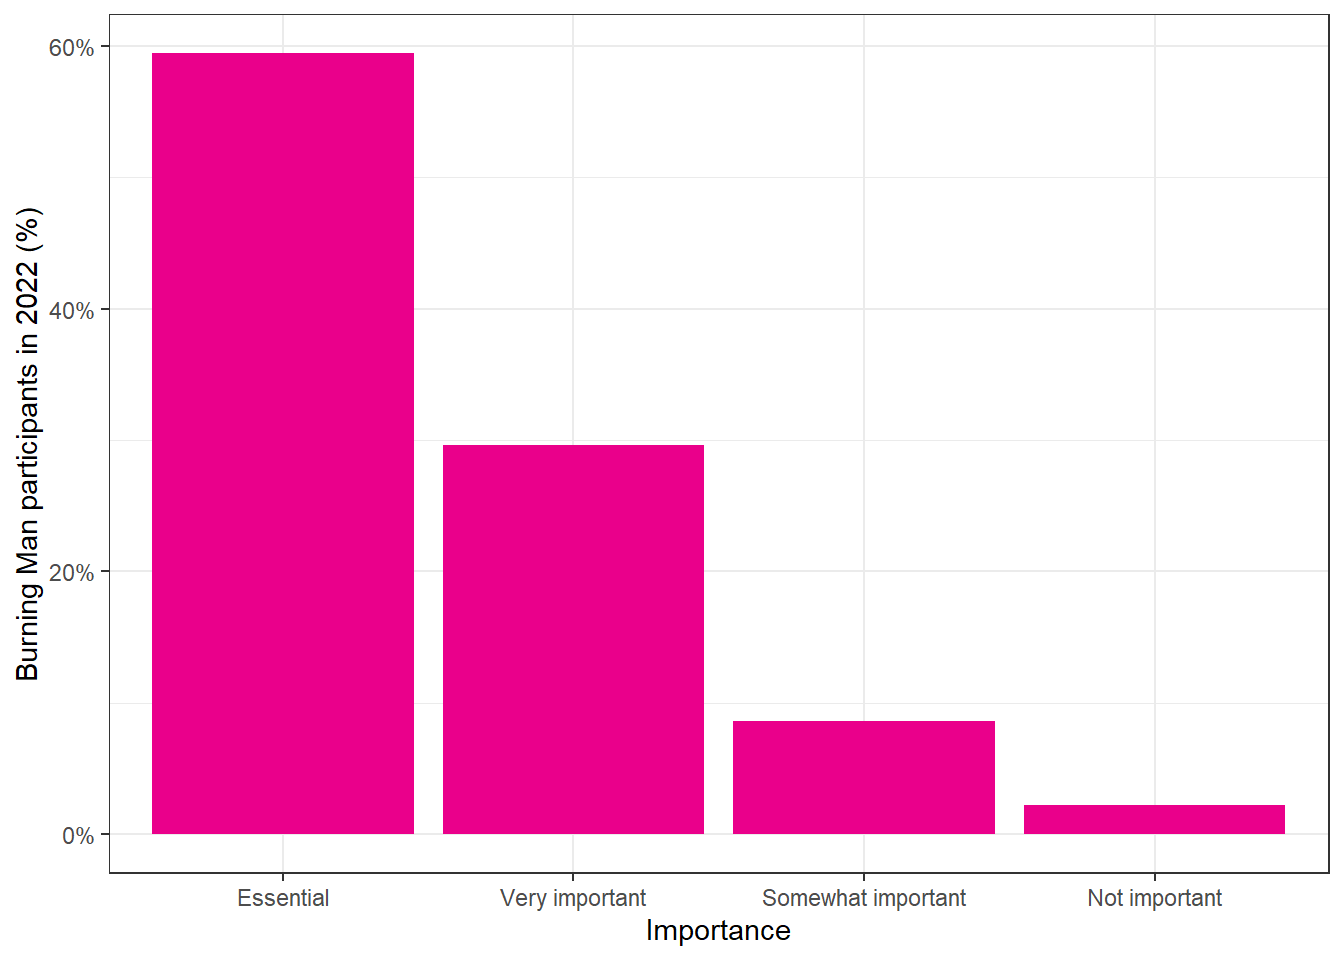 Burning Man participants in 2022 (%)
60%
40%
20%
0%
Essential
Very important
Somewhat important
Not important
Importance